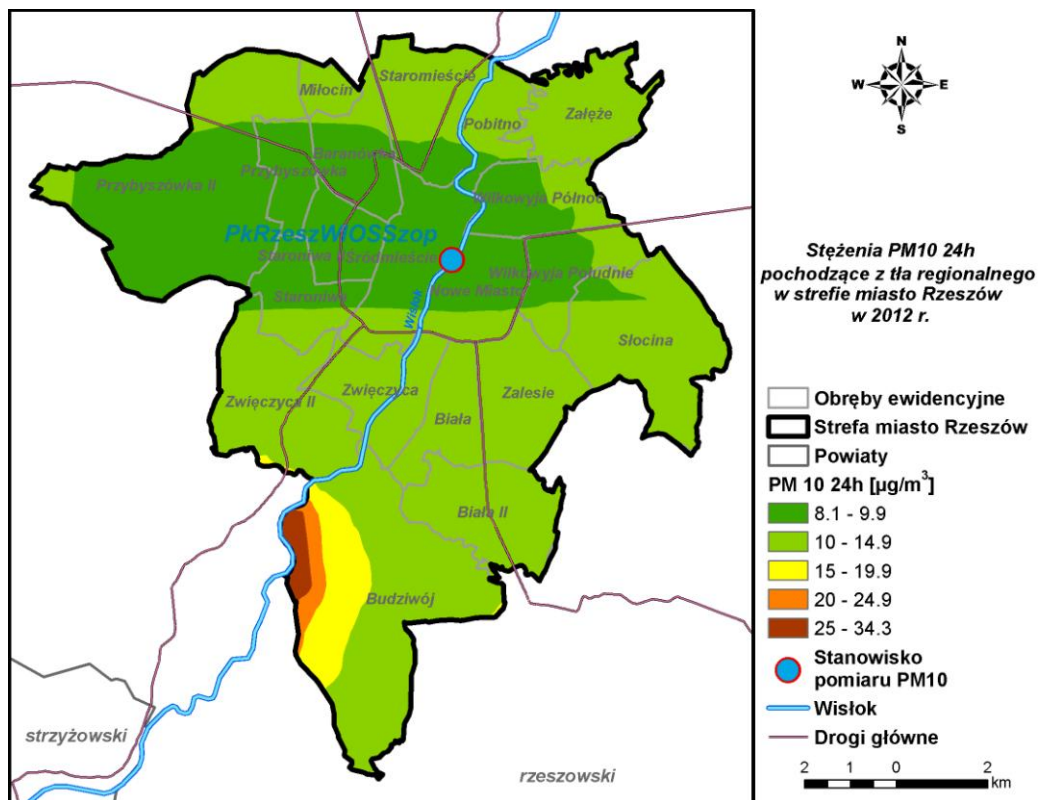 Staromieście
Miłocin
Załęże
Pobitno
Baranówka
Przybyszówka
Przybyszówka II
Wilkowyja Północ
PkRzeszWIOSSzop
Staroniwa
Śródmieście
Wilkowyja Południe
Staroniwa
Nowe Miasto
Wisłok
Słocina
Zwięczyca
Zalesie
Zwięczyca II
Biała
Biała II
Budziwój
strzyżowski
rzeszowski
N
W E
S
Stężenia PM10 24h
pochodzące z tła regionalnego
w strefie miasto Rzeszów
w 2012 r.
Obręby ewidencyjne
Strefa miasto Rzeszów
Powiaty
PM 10 24h [µg/m³]
8.1 - 9.9
10 - 14.9
15 - 19.9
20 - 24.9
25 - 34.3
Stanowisko
pomiaru PM10
Wisłok
Drogi główne
2 1 0 2
km